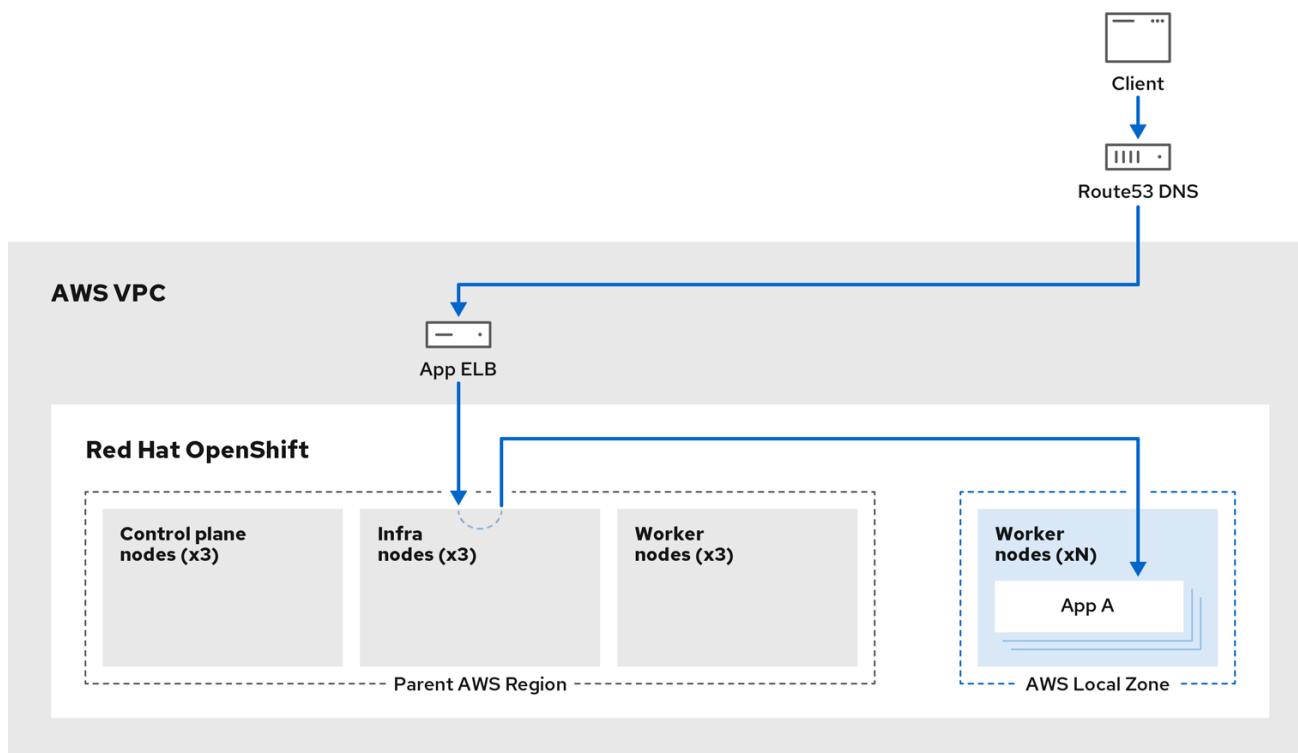 Client
Route53 DNS
AWS VPC
App ELB
Red Hat OpenShift
Control plane
nodes (x3)
Infra
nodes (x3)
Worker
nodes (x3)
Worker
nodes (xN)
App A
Parent AWS Region
AWS Local Zone